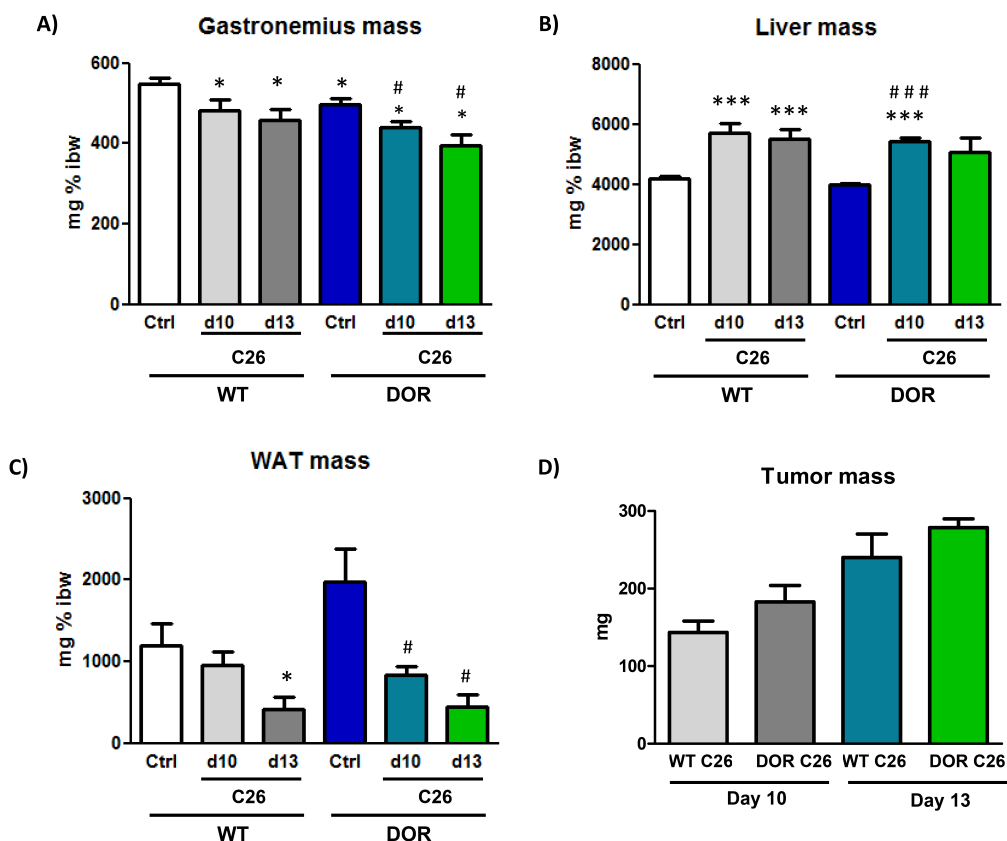 A)
Gastronemius mass
mg % ibw
600
400
200
0
* * * # * # *
Ctrl d10 d13 Ctrl d10 d13
C26 C26
WT DOR
B)
Liver mass
mg % ibw
8000
6000
4000
2000
0
*** *** # # # ***
Ctrl d10 d13 Ctrl d10 d13
C26 C26
WT DOR
C)
WAT mass
mg % ibw
3000
2000
1000
0
* # #
Ctrl d10 d13 Ctrl d10 d13
C26 C26
WT DOR
D)
Tumor mass
mg
300
200
100
0
WT C26 DOR C26 WT C26 DOR C26
Day 10 Day 13